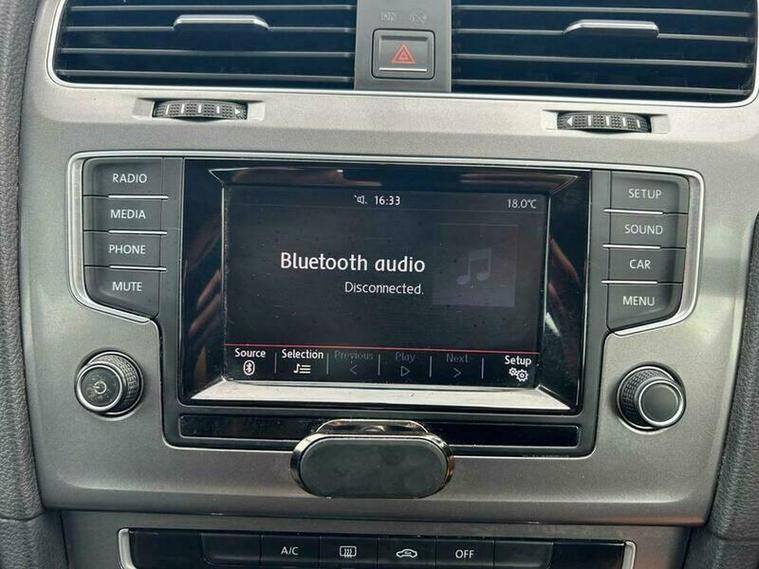 RADIO
MEDIA
PHONE
MUTE
16:33
18.0°C
Bluetooth audio
Disconnected.
Source
Selection
Previous
Play
Next
Setup
SETUP
SOUND
CAR
MENU
A/C
OFF